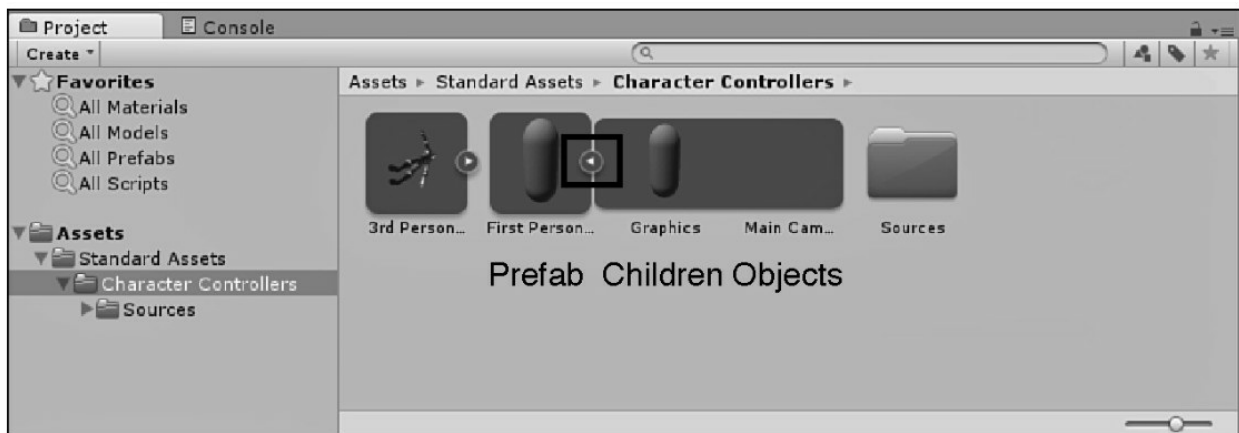 Project Console
Create
Favorites
All Materials
All Models
All Prefabs
All Scripts
Assets
Standard Assets
Character Controllers
Sources
Assets ▸ Standard Assets ▸ Character Controllers ▸
3rd Person... First Person... Graphics Main Cam... Sources
Prefab Children Objects